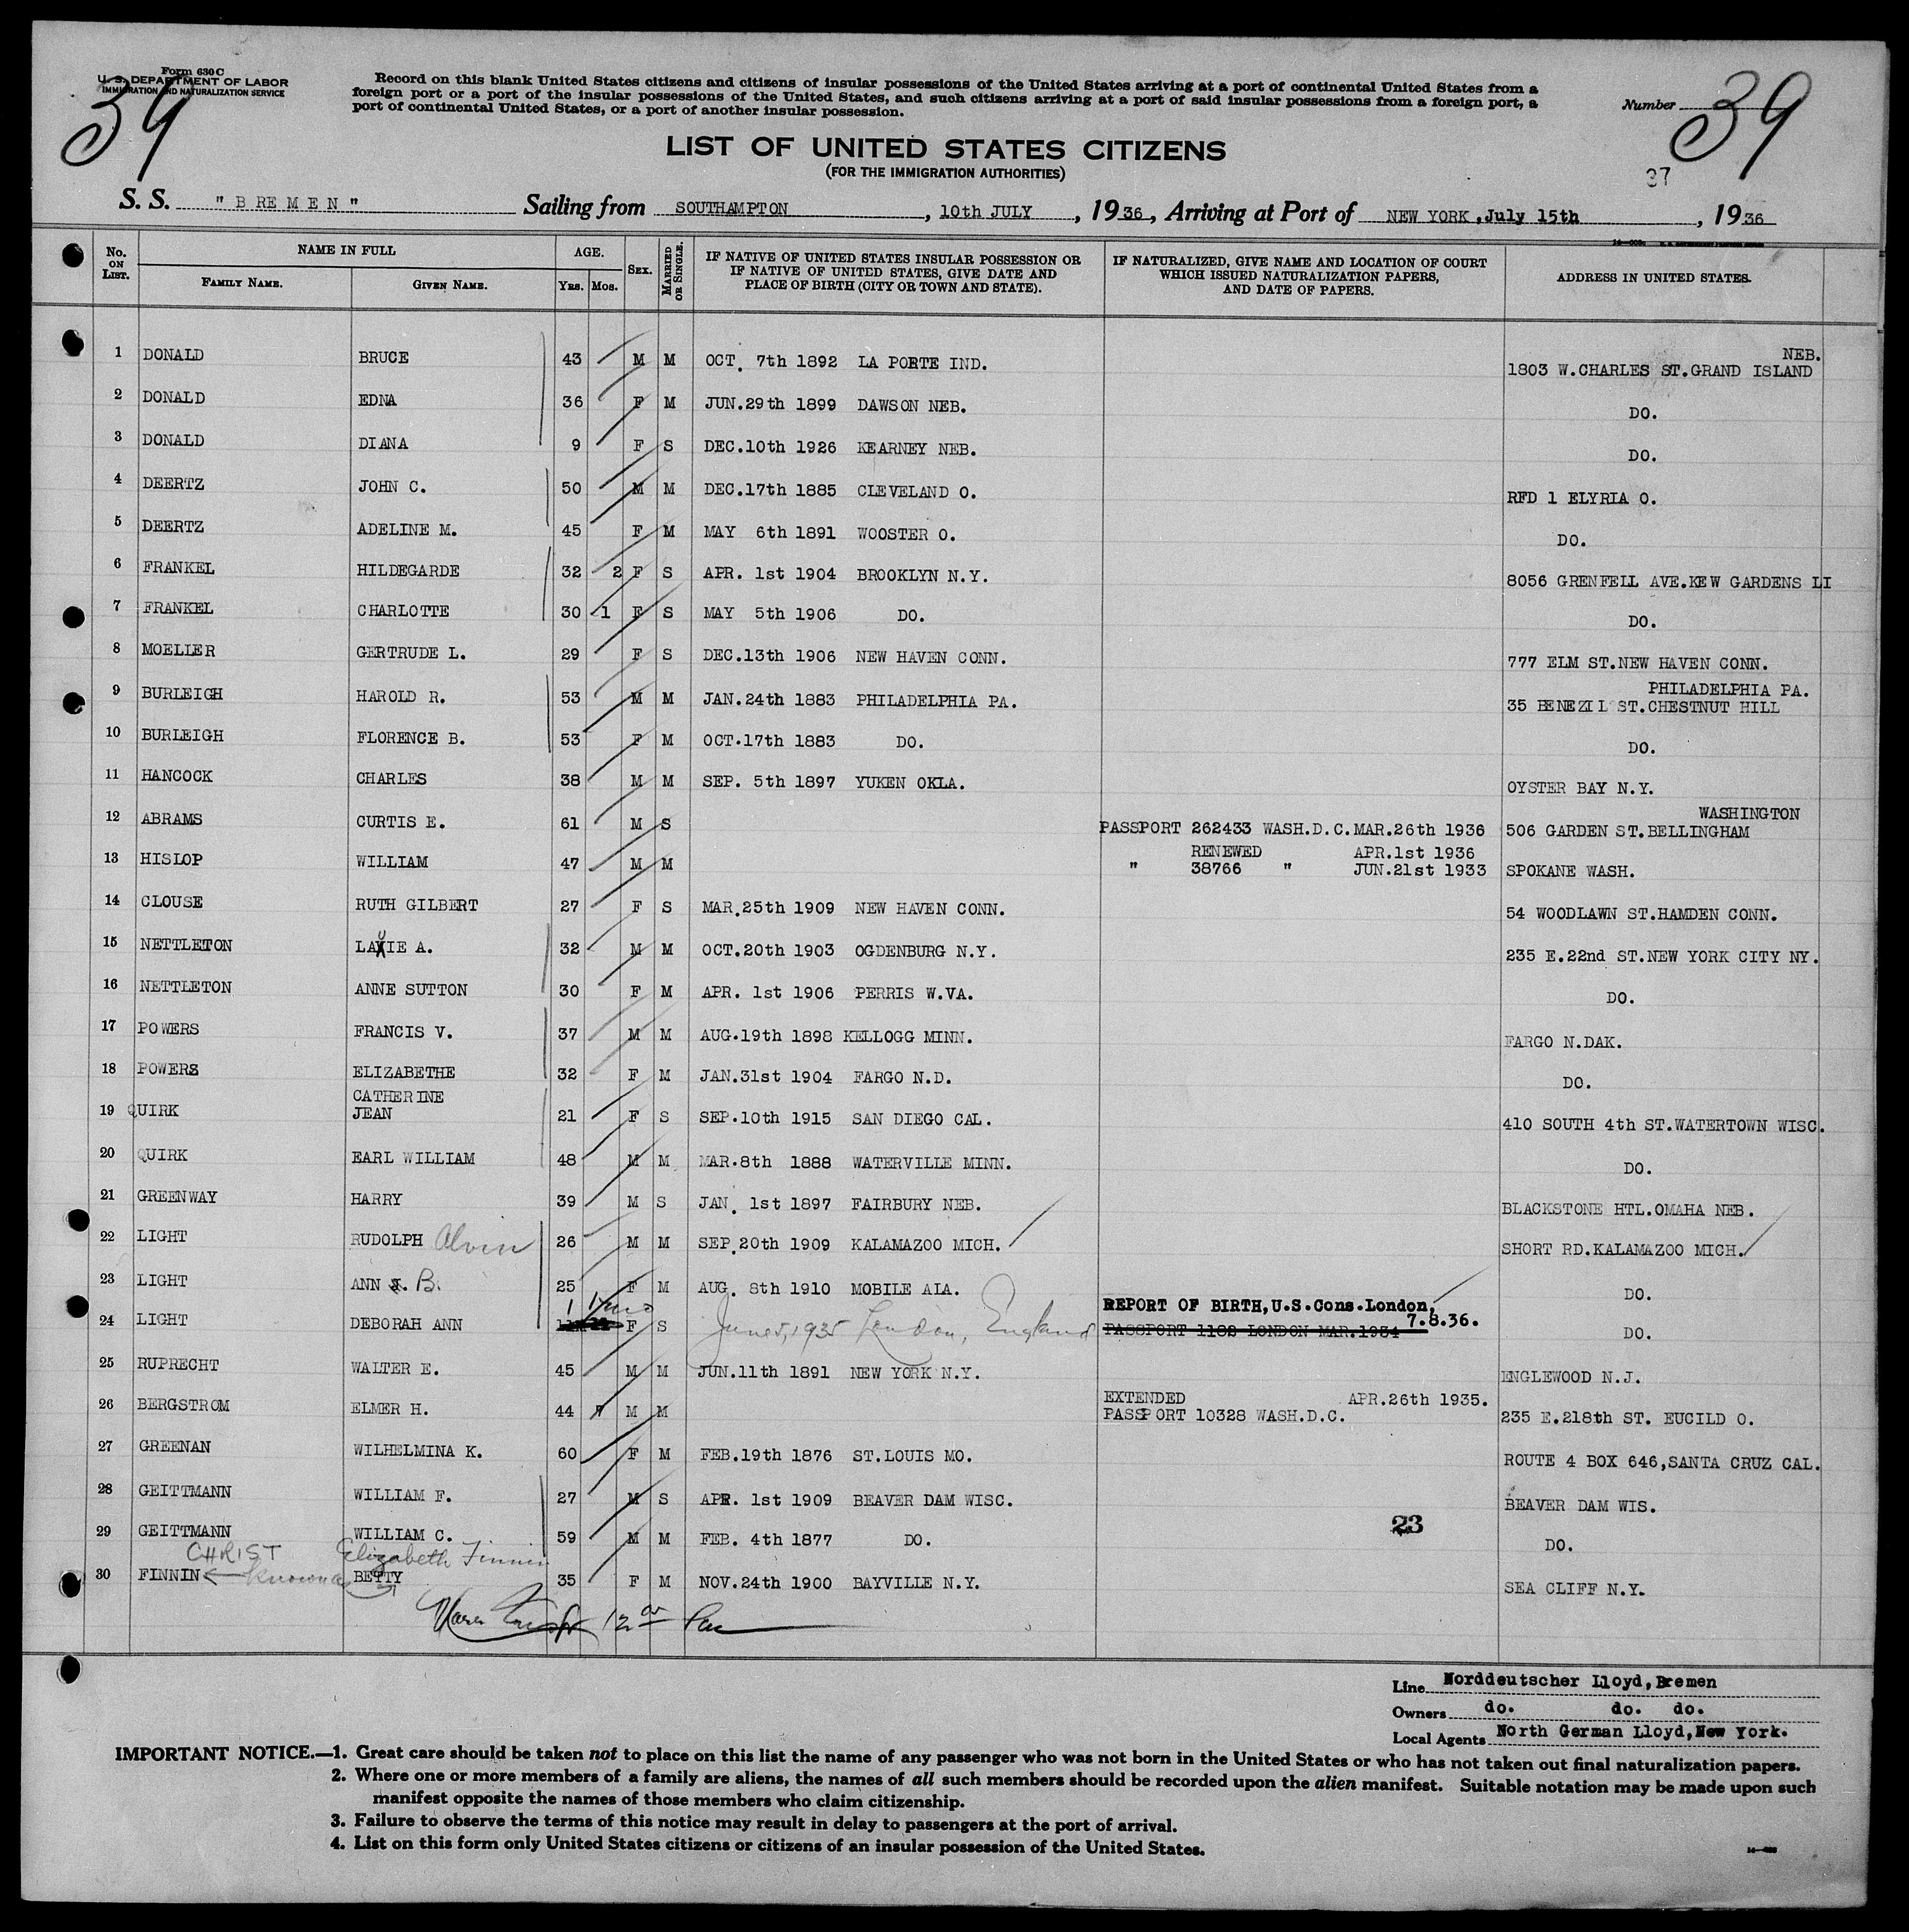 Form 630 C
U. S. DEPARTMENT OF LABOR
IMMIGRATION AND NATURALIZATION SERVICE
39
Record on this blank United States citizens and citizens of insular possessions of the United States arriving at a port of continental United States from a
foreign port or a port of the insular possessions of the United States, and such citizens arriving at a port of said insular possessions from a foreign port, a
port of continental United States, or a port of another insular possession.
Number 39
LIST OF UNITED STATES CITIZENS
(FOR THE IMMIGRATION AUTHORITIES)
37
S. S. "BREMEN" Sailing from SOUTHAMPTON, 10th JULY, 1936, Arriving at Port of NEW YORK, July 15th, 1936
No. ON LIST. NAME IN FULL FAMILY NAME. GIVEN NAME. AGE. YRS. MOS. SEX. MARRIED OR SINGLE. IF NATIVE OF UNITED STATES INSULAR POSSESSION OR IF NATIVE OF UNITED STATES, GIVE DATE AND PLACE OF BIRTH (CITY OR TOWN AND STATE). IF NATURALIZED, GIVE NAME AND LOCATION OF COURT WHICH ISSUED NATURALIZATION PAPERS, AND DATE OF PAPERS. ADDRESS IN UNITED STATES.
1 DONALD BRUCE 43 M M OCT. 7th 1892 LA PORTE IND. 1803 W.CHARLES ST.GRAND ISLAND NEB.
2 DONALD EDNA 36 F M JUN.29th 1899 DAWSON NEB. DO.
3 DONALD DIANA 9 F S DEC.10th 1926 KEARNEY NEB. DO.
4 DEERTZ JOHN C. 50 M M DEC.17th 1885 CLEVELAND O. RFD 1 ELYRIA O.
5 DEERTZ ADELINE M. 45 F M MAY 6th 1891 WOOSTER O. DO.
6 FRANKEL HILDEGARDE 32 2 F S APR. 1st 1904 BROOKLYN N.Y. 8056 GRENFELL AVE.KEW GARDENS LI
7 FRANKEL CHARLOTTE 30 1 F S MAY 5th 1906 DO. DO.
8 MOELLER GERTRUDE L. 29 F S DEC.13th 1906 NEW HAVEN CONN. 777 ELM ST.NEW HAVEN CONN.
9 BURLEIGH HAROLD R. 53 M M JAN.24th 1883 PHILADELPHIA PA. 35 BENEZIL ST.CHESTNUT HILL PHILADELPHIA PA.
10 BURLEIGH FLORENCE B. 53 F M OCT.17th 1883 DO. DO.
11 HANCOCK CHARLES 38 M M SEP. 5th 1897 YUKEN OKLA. OYSTER BAY N.Y.
12 ABRAMS CURTIS E. 61 M S PASSPORT 262433 WASH.D.C.MAR.26th 1936 506 GARDEN ST.BELLINGHAM WASHINGTON
13 HISLOP WILLIAM 47 M M RENEWED APR.1st 1936 " 38766 " JUN.21st 1933 SPOKANE WASH.
14 CLOUSE RUTH GILBERT 27 F S MAR.25th 1909 NEW HAVEN CONN. 54 WOODLAWN ST.HAMDEN CONN.
15 NETTLETON LAYIE A. 32 M M OCT.20th 1903 OGDENBURG N.Y. 235 E.22nd ST.NEW YORK CITY NY.
16 NETTLETON ANNE SUTTON 30 F M APR. 1st 1906 PERRIS W.VA. DO.
17 POWERS FRANCIS V. 37 M M AUG.19th 1898 KELLOGG MINN. FARGO N.DAK.
18 POWERS ELIZABETHE 32 F M JAN.31st 1904 FARGO N.D. DO.
19 QUIRK CATHERINE JEAN 21 F S SEP.10th 1915 SAN DIEGO CAL. 410 SOUTH 4th ST.WATERTOWN WISC.
20 QUIRK EARL WILLIAM 48 M M MAR.8th 1888 WATERVILLE MINN. DO.
21 GREENWAY HARRY 39 M S JAN. 1st 1897 FAIRBURY NEB. BLACKSTONE HTL.OMAHA NEB.
22 LIGHT RUDOLPH Alvin 26 M M SEP.20th 1909 KALAMAZOO MICH. SHORT RD.KALAMAZOO MICH.
23 LIGHT ANN B. 25 F M AUG. 8th 1910 MOBILE ALA. DO.
24 LIGHT DEBORAH ANN 1 1 mo F S June 5, 1935 London, England REPORT OF BIRTH,U.S.Cons.London, 7.8.36. PASSPORT 1182 LONDON MAR.1934 DO.
25 RUPRECHT WALTER E. 45 M M JUN.11th 1891 NEW YORK N.Y. ENGLEWOOD N.J.
26 BERGSTROM ELMER H. 44 M M EXTENDED APR.26th 1935. PASSPORT 10328 WASH.D.C. 235 E.218th ST. EUCILD O.
27 GREENAN WILHELMINA K. 60 F M FEB.19th 1876 ST.LOUIS MO. ROUTE 4 BOX 646,SANTA CRUZ CAL.
28 GEITTMANN WILLIAM F. 27 M S APR. 1st 1909 BEAVER DAM WISC. BEAVER DAM WIS.
29 GEITTMANN WILLIAM C. 59 M M FEB. 4th 1877 DO. 23 DO.
CHRIST Elizabeth Finnin
30 FINNIN known as BETTY 35 F M NOV.24th 1900 BAYVILLE N.Y. SEA CLIFF N.Y.
Line Norddeutscher Lloyd,Bremen
Owners do. do. do.
Local Agents North German Lloyd,New York.
IMPORTANT NOTICE.—1. Great care should be taken not to place on this list the name of any passenger who was not born in the United States or who has not taken out final naturalization papers.
2. Where one or more members of a family are aliens, the names of all such members should be recorded upon the alien manifest. Suitable notation may be made upon such
manifest opposite the names of those members who claim citizenship.
3. Failure to observe the terms of this notice may result in delay to passengers at the port of arrival.
4. List on this form only United States citizens or citizens of an insular possession of the United States.